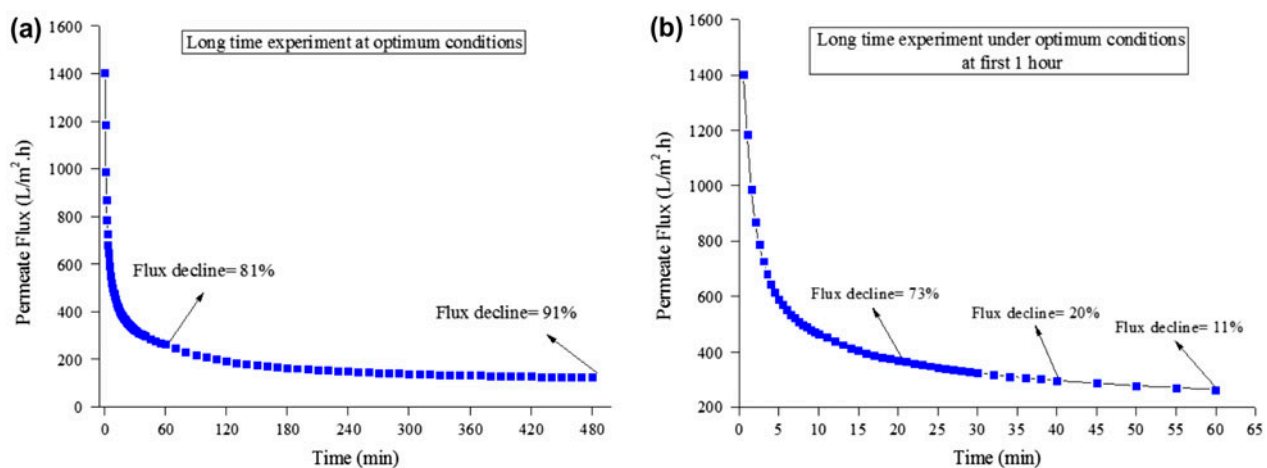 (a)
Long time experiment at optimum conditions
Permeate Flux (L/m².h)
1600
1400
1200
1000
800
600
400
200
0
Flux decline= 81%
Flux decline= 91%
0 60 120 180 240 300 360 420 480
Time (min)
(b)
Long time experiment under optimum conditions
at first 1 hour
Permeate Flux (L/m².h)
1600
1400
1200
1000
800
600
400
200
Flux decline= 73%
Flux decline= 20%
Flux decline= 11%
0 5 10 15 20 25 30 35 40 45 50 55 60 65
Time (min)